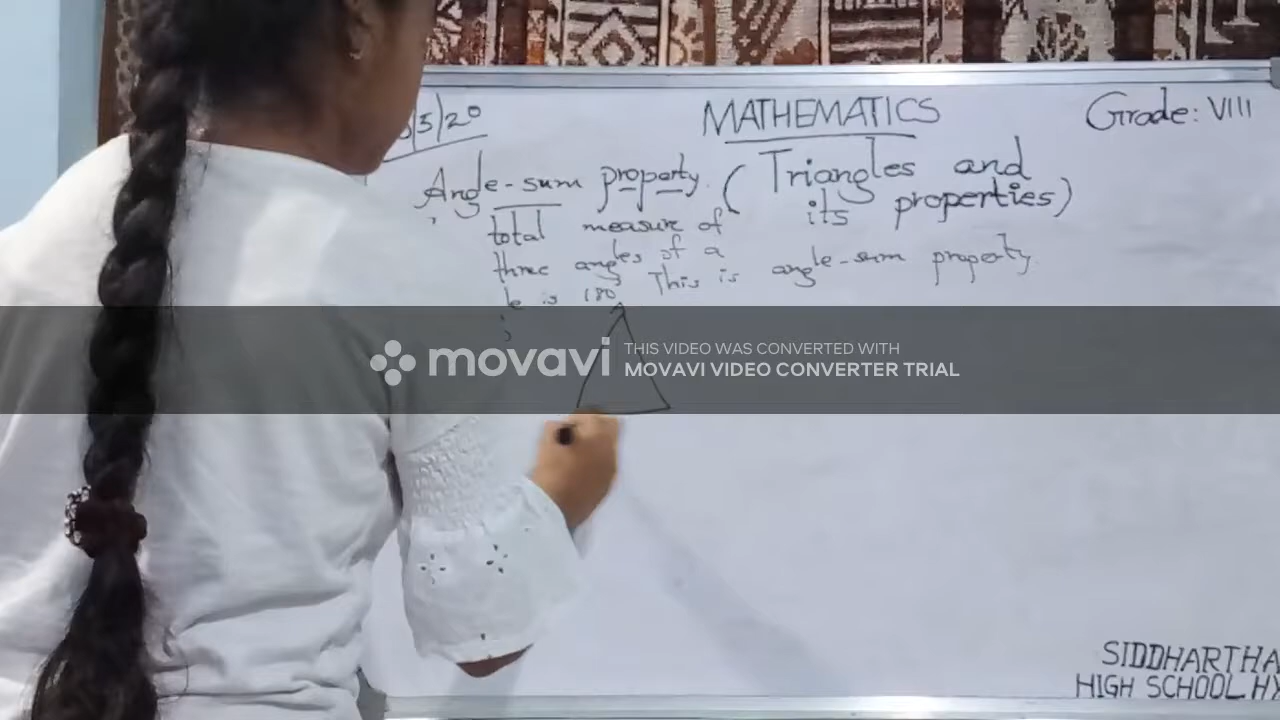 5/20 MATHEMATICS Grade: VIII
Angle-sum property. (Triangles and its properties)
total measure of
three angles of a
le is 180° This is angle-sum property.
movavi THIS VIDEO WAS CONVERTED WITH
MOVAVI VIDEO CONVERTER TRIAL
SIDDHARTHA
HIGH SCHOOL, HY